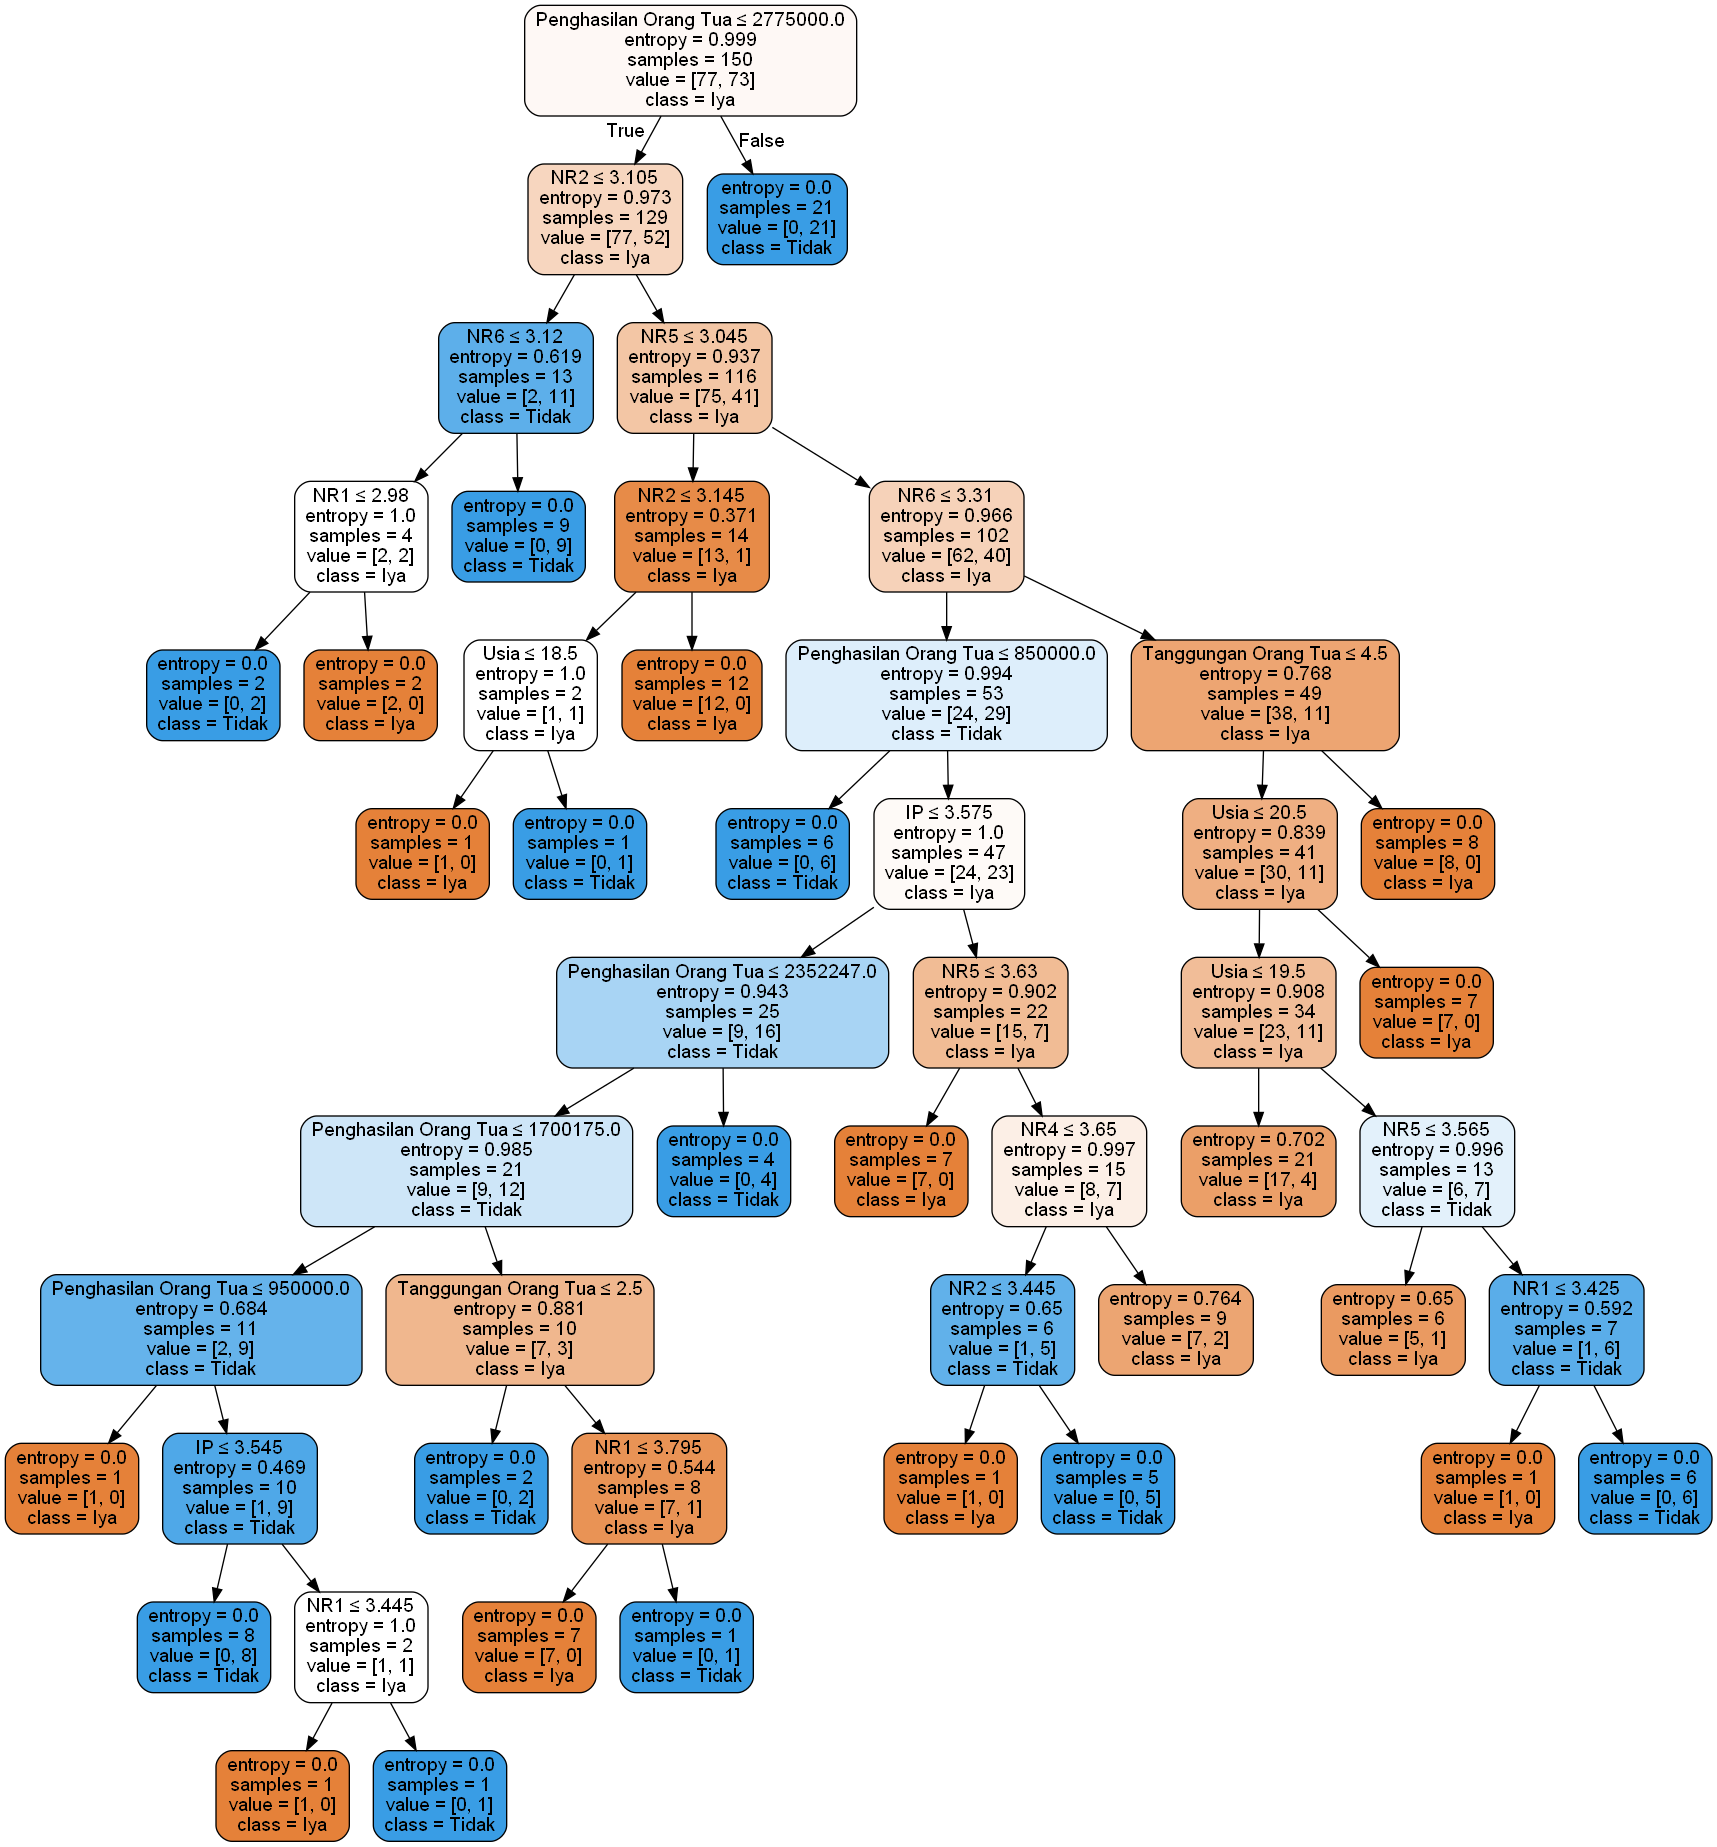 Penghasilan Orang Tua ≤ 2775000.0
entropy = 0.999
samples = 150
value = [77, 73]
class = Iya
True
False
NR2 ≤ 3.105
entropy = 0.973
samples = 129
value = [77, 52]
class = Iya
entropy = 0.0
samples = 21
value = [0, 21]
class = Tidak
NR6 ≤ 3.12
entropy = 0.619
samples = 13
value = [2, 11]
class = Tidak
NR5 ≤ 3.045
entropy = 0.937
samples = 116
value = [75, 41]
class = Iya
NR1 ≤ 2.98
entropy = 1.0
samples = 4
value = [2, 2]
class = Iya
entropy = 0.0
samples = 9
value = [0, 9]
class = Tidak
NR2 ≤ 3.145
entropy = 0.371
samples = 14
value = [13, 1]
class = Iya
NR6 ≤ 3.31
entropy = 0.966
samples = 102
value = [62, 40]
class = Iya
entropy = 0.0
samples = 2
value = [0, 2]
class = Tidak
entropy = 0.0
samples = 2
value = [2, 0]
class = Iya
Usia ≤ 18.5
entropy = 1.0
samples = 2
value = [1, 1]
class = Iya
entropy = 0.0
samples = 12
value = [12, 0]
class = Iya
Penghasilan Orang Tua ≤ 850000.0
entropy = 0.994
samples = 53
value = [24, 29]
class = Tidak
Tanggungan Orang Tua ≤ 4.5
entropy = 0.768
samples = 49
value = [38, 11]
class = Iya
entropy = 0.0
samples = 1
value = [1, 0]
class = Iya
entropy = 0.0
samples = 1
value = [0, 1]
class = Tidak
entropy = 0.0
samples = 6
value = [0, 6]
class = Tidak
IP ≤ 3.575
entropy = 1.0
samples = 47
value = [24, 23]
class = Iya
Usia ≤ 20.5
entropy = 0.839
samples = 41
value = [30, 11]
class = Iya
entropy = 0.0
samples = 8
value = [8, 0]
class = Iya
Penghasilan Orang Tua ≤ 2352247.0
entropy = 0.943
samples = 25
value = [9, 16]
class = Tidak
NR5 ≤ 3.63
entropy = 0.902
samples = 22
value = [15, 7]
class = Iya
Usia ≤ 19.5
entropy = 0.908
samples = 34
value = [23, 11]
class = Iya
entropy = 0.0
samples = 7
value = [7, 0]
class = Iya
Penghasilan Orang Tua ≤ 1700175.0
entropy = 0.985
samples = 21
value = [9, 12]
class = Tidak
entropy = 0.0
samples = 4
value = [0, 4]
class = Tidak
entropy = 0.0
samples = 7
value = [7, 0]
class = Iya
NR4 ≤ 3.65
entropy = 0.997
samples = 15
value = [8, 7]
class = Iya
entropy = 0.702
samples = 21
value = [17, 4]
class = Iya
NR5 ≤ 3.565
entropy = 0.996
samples = 13
value = [6, 7]
class = Tidak
Penghasilan Orang Tua ≤ 950000.0
entropy = 0.684
samples = 11
value = [2, 9]
class = Tidak
Tanggungan Orang Tua ≤ 2.5
entropy = 0.881
samples = 10
value = [7, 3]
class = Iya
NR2 ≤ 3.445
entropy = 0.65
samples = 6
value = [1, 5]
class = Tidak
entropy = 0.764
samples = 9
value = [7, 2]
class = Iya
entropy = 0.65
samples = 6
value = [5, 1]
class = Iya
NR1 ≤ 3.425
entropy = 0.592
samples = 7
value = [1, 6]
class = Tidak
entropy = 0.0
samples = 1
value = [1, 0]
class = Iya
IP ≤ 3.545
entropy = 0.469
samples = 10
value = [1, 9]
class = Tidak
entropy = 0.0
samples = 2
value = [0, 2]
class = Tidak
NR1 ≤ 3.795
entropy = 0.544
samples = 8
value = [7, 1]
class = Iya
entropy = 0.0
samples = 1
value = [1, 0]
class = Iya
entropy = 0.0
samples = 5
value = [0, 5]
class = Tidak
entropy = 0.0
samples = 1
value = [1, 0]
class = Iya
entropy = 0.0
samples = 6
value = [0, 6]
class = Tidak
entropy = 0.0
samples = 8
value = [0, 8]
class = Tidak
NR1 ≤ 3.445
entropy = 1.0
samples = 2
value = [1, 1]
class = Iya
entropy = 0.0
samples = 7
value = [7, 0]
class = Iya
entropy = 0.0
samples = 1
value = [0, 1]
class = Tidak
entropy = 0.0
samples = 1
value = [1, 0]
class = Iya
entropy = 0.0
samples = 1
value = [0, 1]
class = Tidak